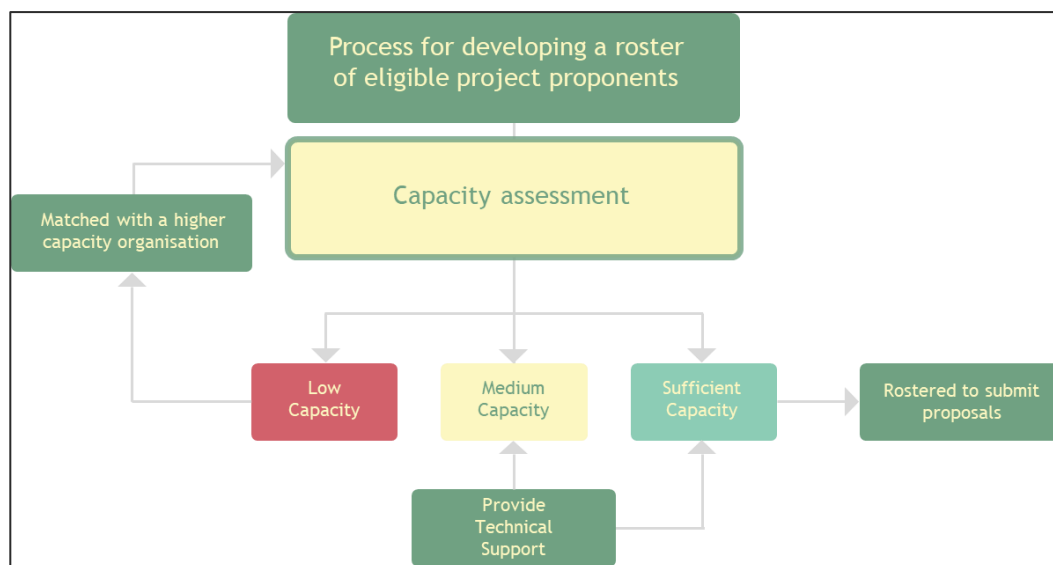 Process for developing a roster
of eligible project proponents
Capacity assessment
Matched with a higher
capacity organisation
Low
Capacity
Medium
Capacity
Sufficient
Capacity
Rostered to submit
proposals
Provide
Technical
Support